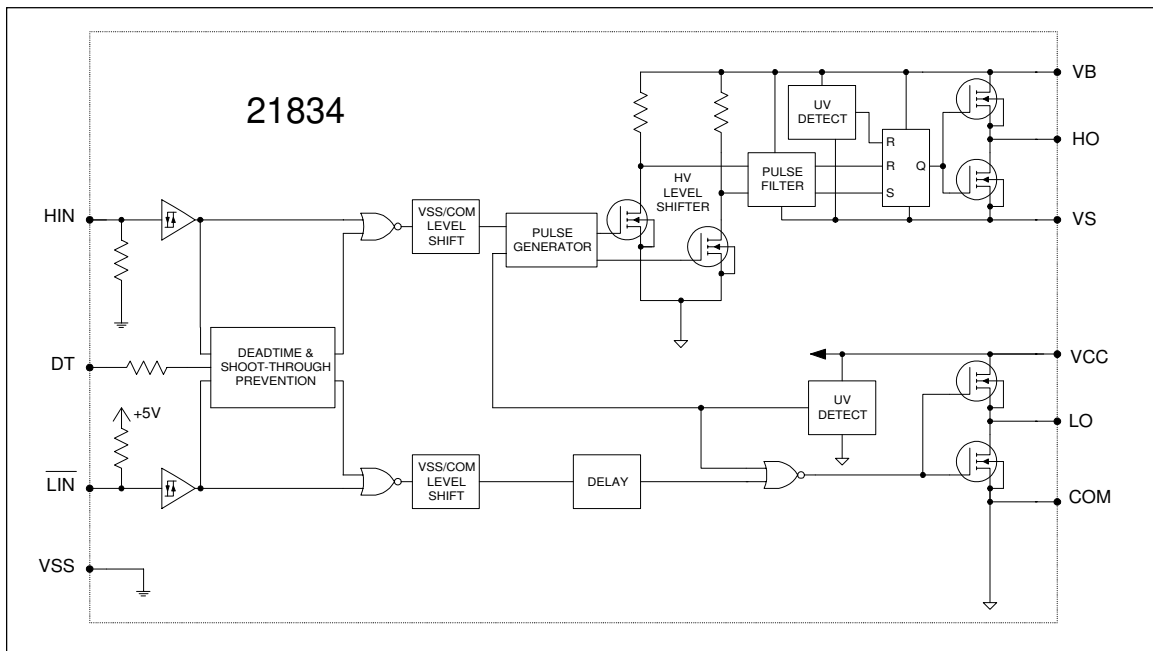 21834
VB
UV
DETECT
HO
R
R
Q
S
PULSE
FILTER
HV
LEVEL
SHIFTER
HIN
VSS/COM
LEVEL
SHIFT
PULSE
GENERATOR
VS
DT
DEADTIME &
SHOOT-THROUGH
PREVENTION
VCC
UV
DETECT
+5V
LO
LIN
VSS/COM
LEVEL
SHIFT
DELAY
COM
VSS